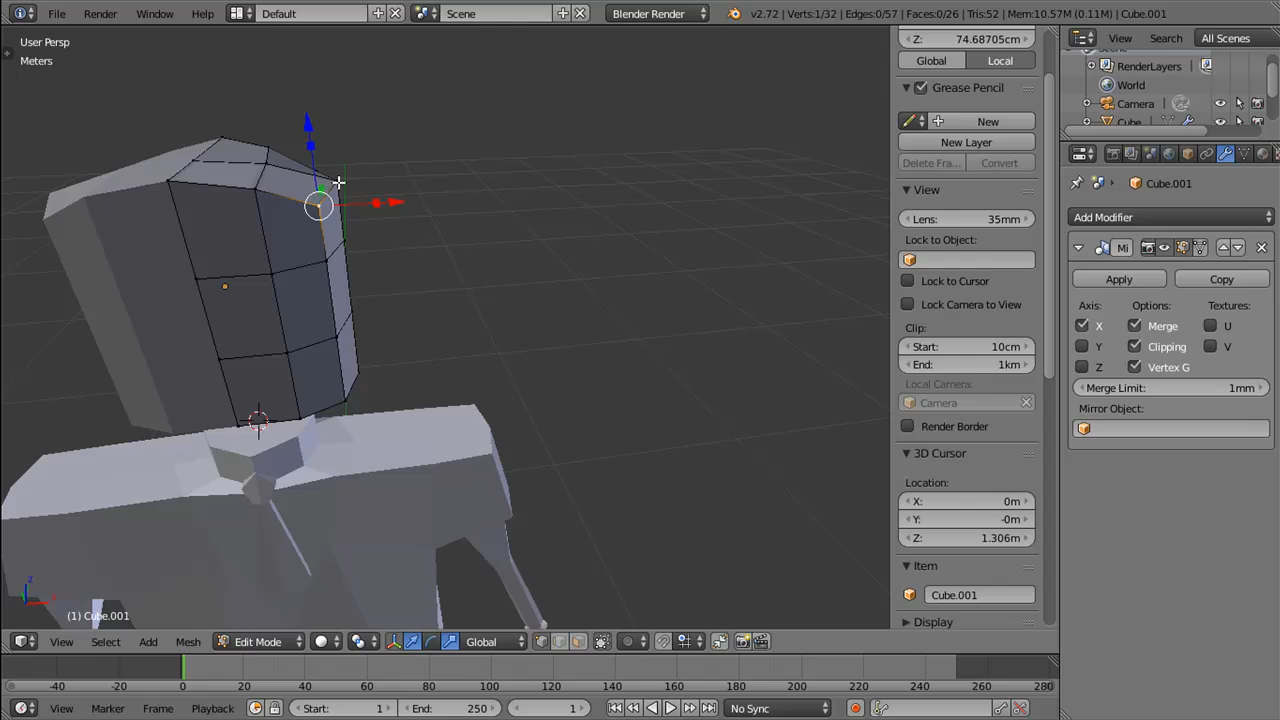 File Render Window Help Default Scene Blender Render v2.72 | Verts:1/32 | Edges:0/57 | Faces:0/26 | Tris:52 | Mem:10.57M (0.11M) | Cube.001
User Persp
Meters
(1) Cube.001
z
x
Z: 74.68705cm
Global Local
Grease Pencil
New
New Layer
Delete Fra... Convert
View
Lens: 35mm
Lock to Object:
Lock to Cursor
Lock Camera to View
Clip:
Start: 10cm
End: 1km
Local Camera:
Camera
Render Border
3D Cursor
Location:
X: 0m
Y: -0m
Z: 1.306m
Item
Cube.001
Display
View Search All Scenes
Scene
RenderLayers
World
Camera
Cube
Cube.001
Add Modifier
Mi
Apply Copy
Axis: Options: Textures:
X Merge U
Y Clipping V
Z Vertex G
Merge Limit: 1mm
Mirror Object:
View Select Add Mesh Edit Mode Global
-40 -20 0 20 40 60 80 100 120 140 160 180 200 220 240 260 280
View Marker Frame Playback Start: 1 End: 250 1 No Sync